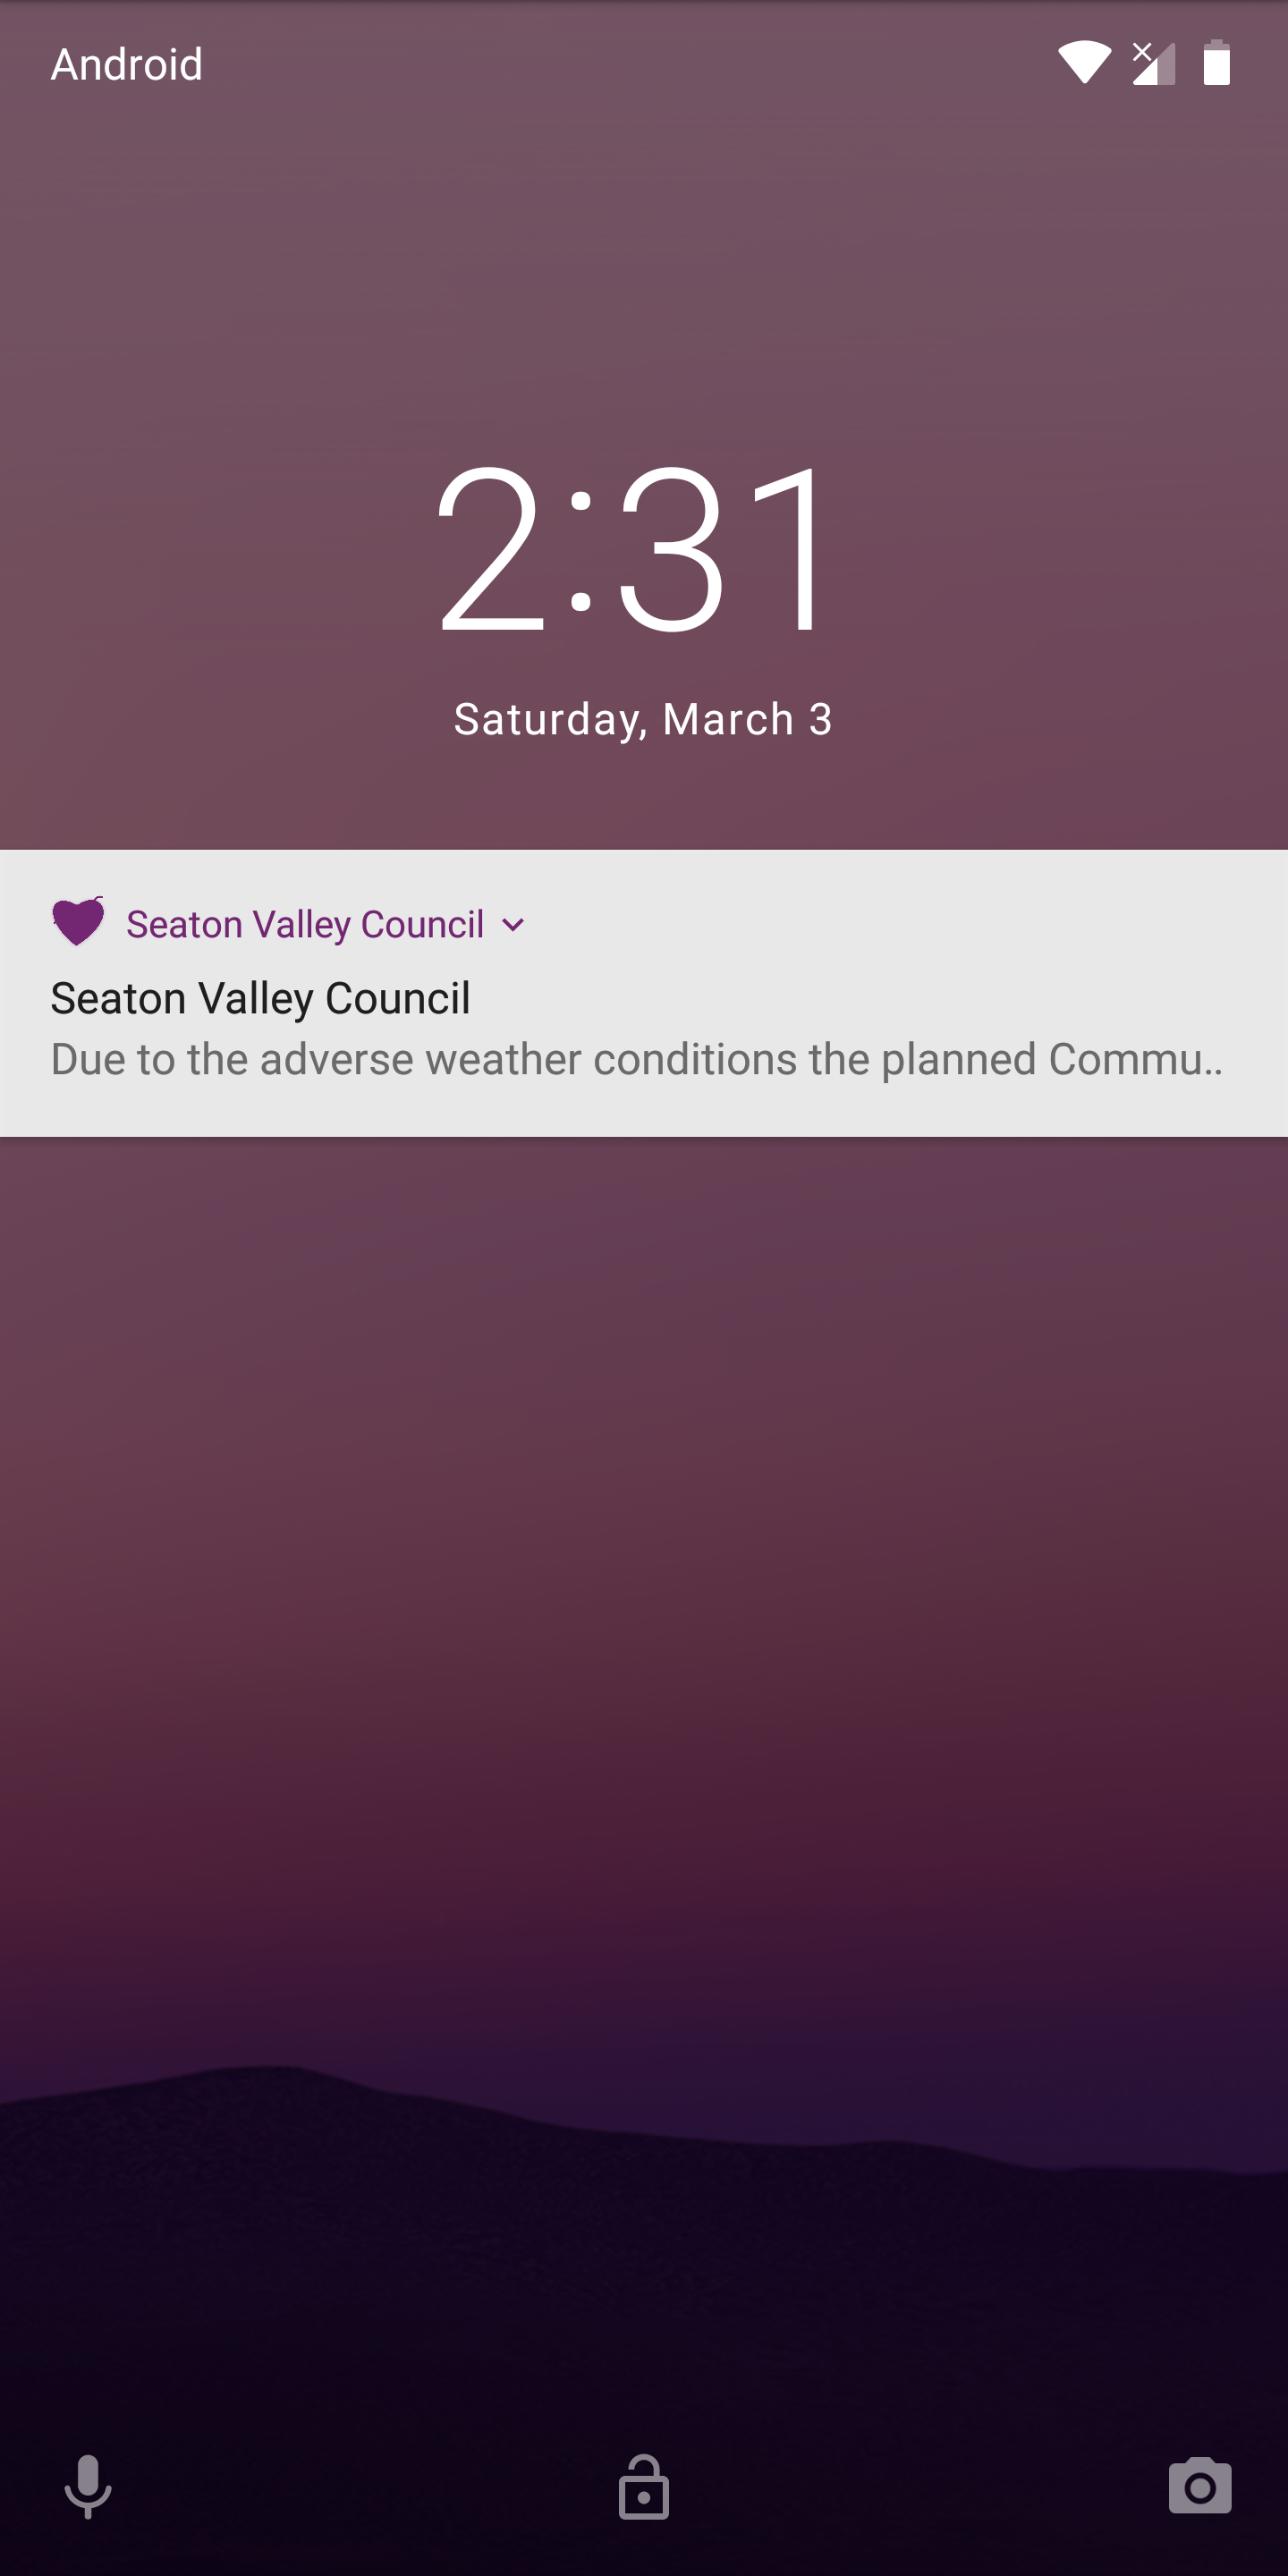 Android
2:31
Saturday, March 3
Seaton Valley Council
Seaton Valley Council
Due to the adverse weather conditions the planned Commu..